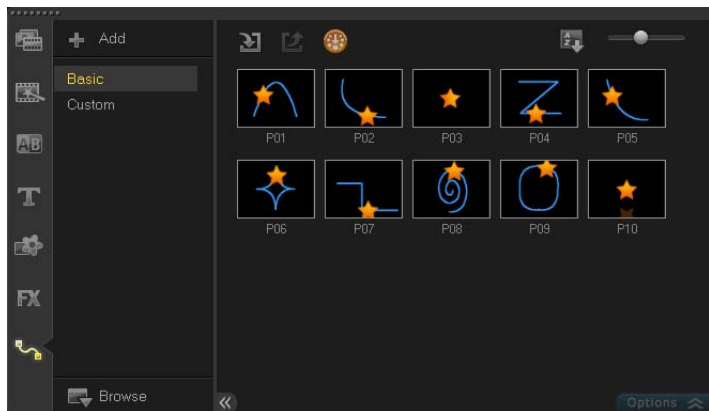 Add
Basic
Custom
AB
T
FX
A
Z
P01 P02 P03 P04 P05
P06 P07 P08 P09 P10
Browse
Options